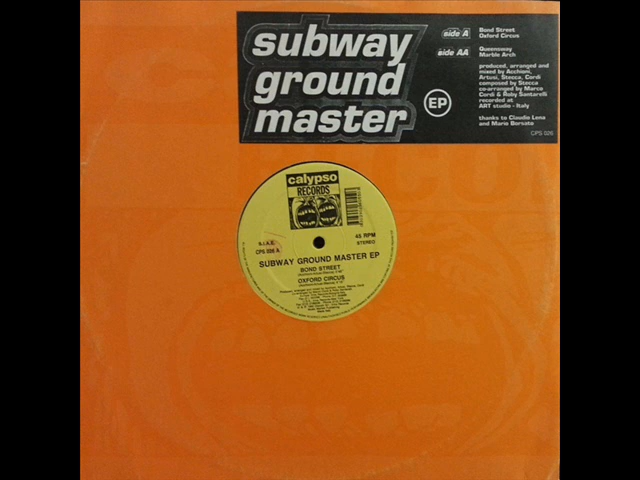 subway
ground
master
EP
side A
Bond Street
Oxford Circus
side AA
Queensway
Marble Arch
produced, arranged and
mixed by Acchioni,
Artusi, Stecca, Cordi
composed by Stecca
co-arranged by Marco
Cordi & Roby Santarelli
recorded at
ART studio - Italy
thanks to Claudio Lena
and Mario Borsato
CPS 026
calypso
RECORDS
S.I.A.E.
CPS 026 A
45 RPM
STEREO
SUBWAY GROUND MASTER EP
BOND STREET
OXFORD CIRCUS